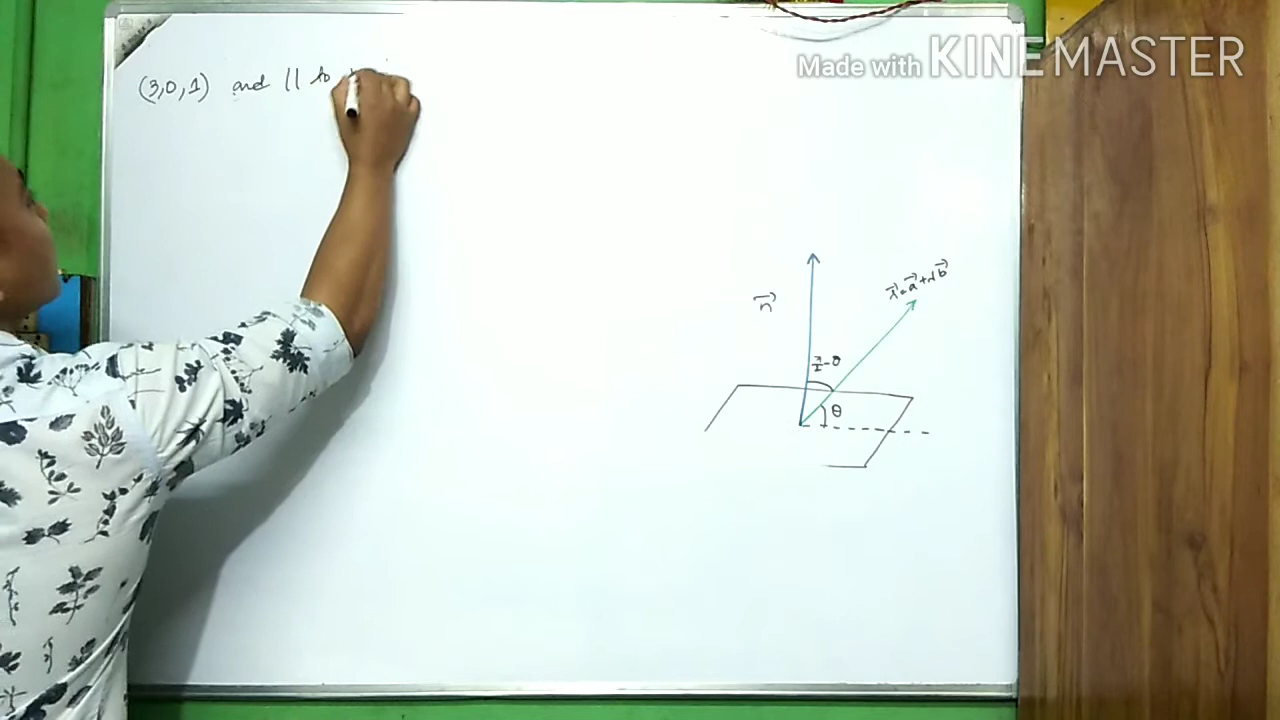 Made with KINEMASTER
(3,0,1) and || to
r⃗=a⃗+λb⃗
n⃗
π/2-θ
θ